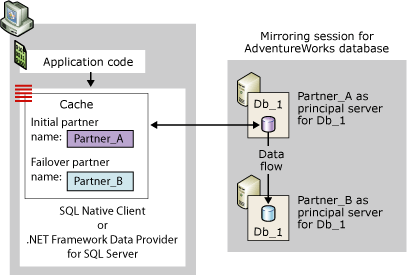 Application code
Cache
Initial partner
name: Partner_A
Failover partner
name: Partner_B
SQL Native Client
or
.NET Framework Data Provider
for SQL Server
Mirroring session for
AdventureWorks database
Db_1
Partner_A as
principal server
for Db_1
Data
flow
Db_1
Partner_B as
principal server
for Db_1